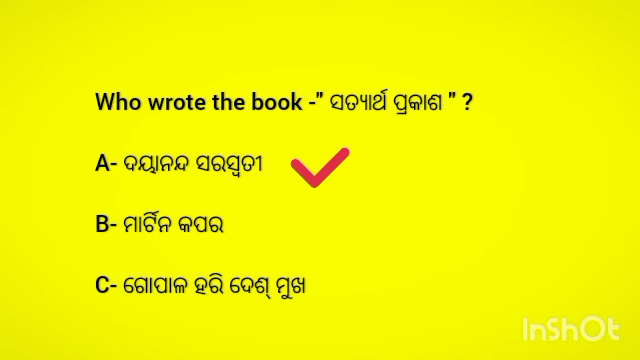 Who wrote the book -" ସତ୍ୟାର୍ଥ ପ୍ରକାଶ " ?
A- ଦୟାନନ୍ଦ ସରସ୍ୱତୀ
B- ମାର୍ଟିନ କପର
C- ଗୋପାଳ ହରି ଦେଶ୍ ମୁଖ
InShOt